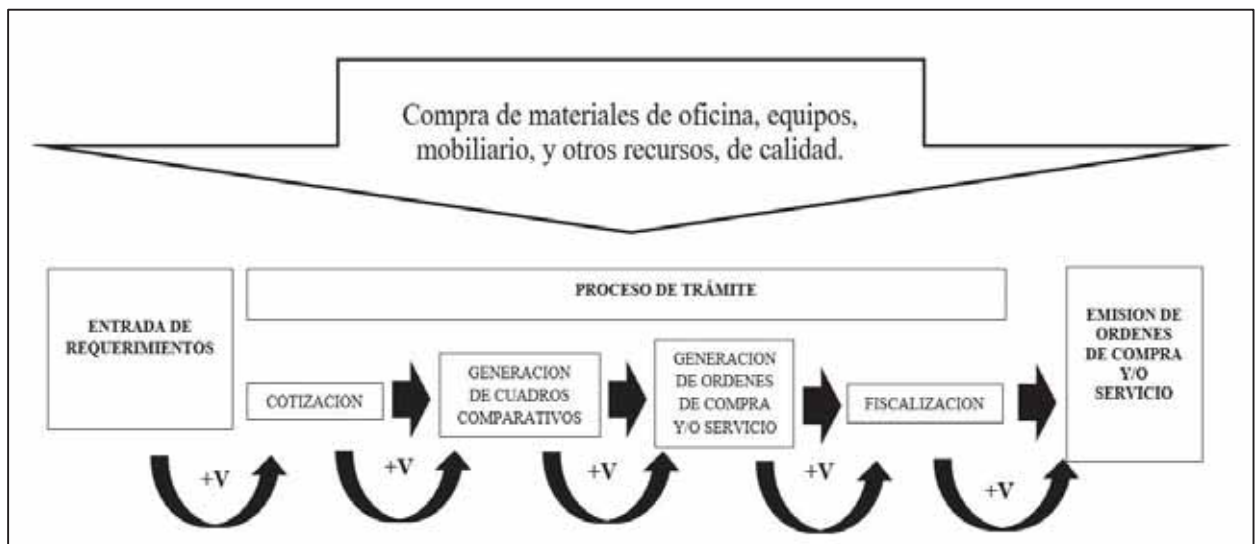 Compra de materiales de oficina, equipos,
mobiliario, y otros recursos, de calidad.
ENTRADA DE
REQUERIMIENTOS
PROCESO DE TRÁMITE
COTIZACION
GENERACION
DE CUADROS
COMPARATIVOS
GENERACION
DE ORDENES
DE COMPRA
Y/O SERVICIO
FISCALIZACION
EMISION DE
ORDENES
DE COMPRA
Y/O
SERVICIO
+V
+V
+V
+V
+V